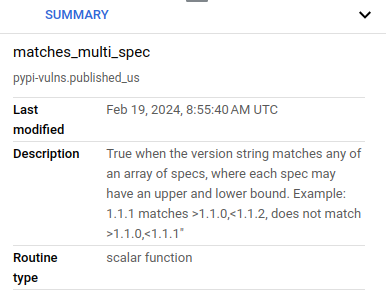 SUMMARY
matches_multi_spec
pypi-vulns.published_us
Last modified
Feb 19, 2024, 8:55:40 AM UTC
Description
True when the version string matches any of
an array of specs, where each spec may
have an upper and lower bound. Example:
1.1.1 matches >1.1.0,<1.1.2, does not match
>1.1.0,<1.1.1"
Routine type
scalar function